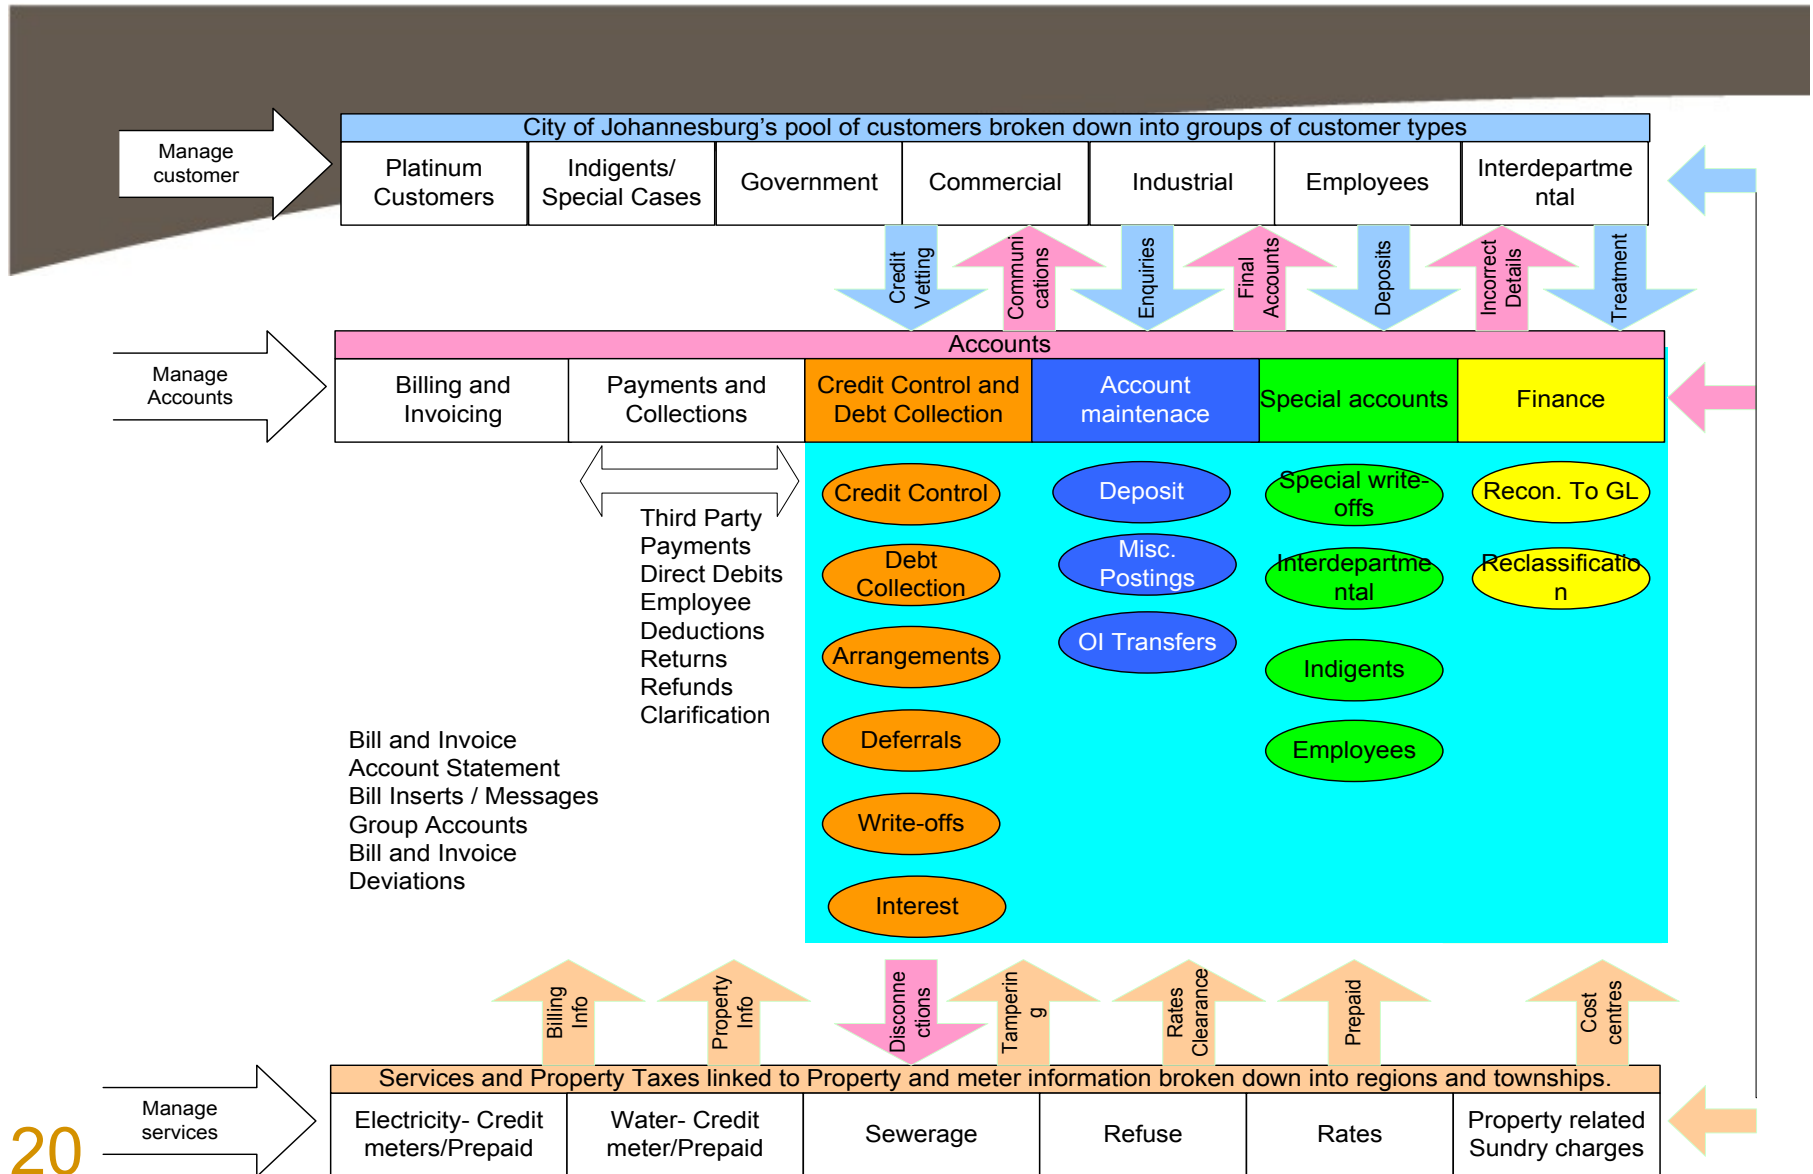 City of Johannesburg's pool of customers broken down into groups of customer types
Manage
customer
Platinum
Customers
Indigents/
Special Cases
Government
Commercial
Industrial
Employees
Interdepartme
ntal
Credit
Vetting
Communi
cations
Enquiries
Final
Accounts
Deposits
Incorrect
Details
Treatment
Accounts
Manage
Accounts
Billing and
Invoicing
Payments and
Collections
Credit Control and
Debt Collection
Account
maintenace
Special accounts
Finance
Third Party
Payments
Direct Debits
Employee
Deductions
Returns
Refunds
Clarification
Bill and Invoice
Account Statement
Bill Inserts / Messages
Group Accounts
Bill and Invoice
Deviations
Credit Control
Debt
Collection
Arrangements
Deferrals
Write-offs
Interest
Deposit
Misc.
Postings
OI Transfers
Special write-
offs
Interdepartme
ntal
Indigents
Employees
Recon. To GL
Reclassificatio
n
Billing
Info
Property
Info
Disconne
ctions
Tamperin
g
Rates
Clearance
Prepaid
Cost
centres
Services and Property Taxes linked to Property and meter information broken down into regions and townships.
Manage
services
Electricity- Credit
meters/Prepaid
Water- Credit
meter/Prepaid
Sewerage
Refuse
Rates
Property related
Sundry charges
20